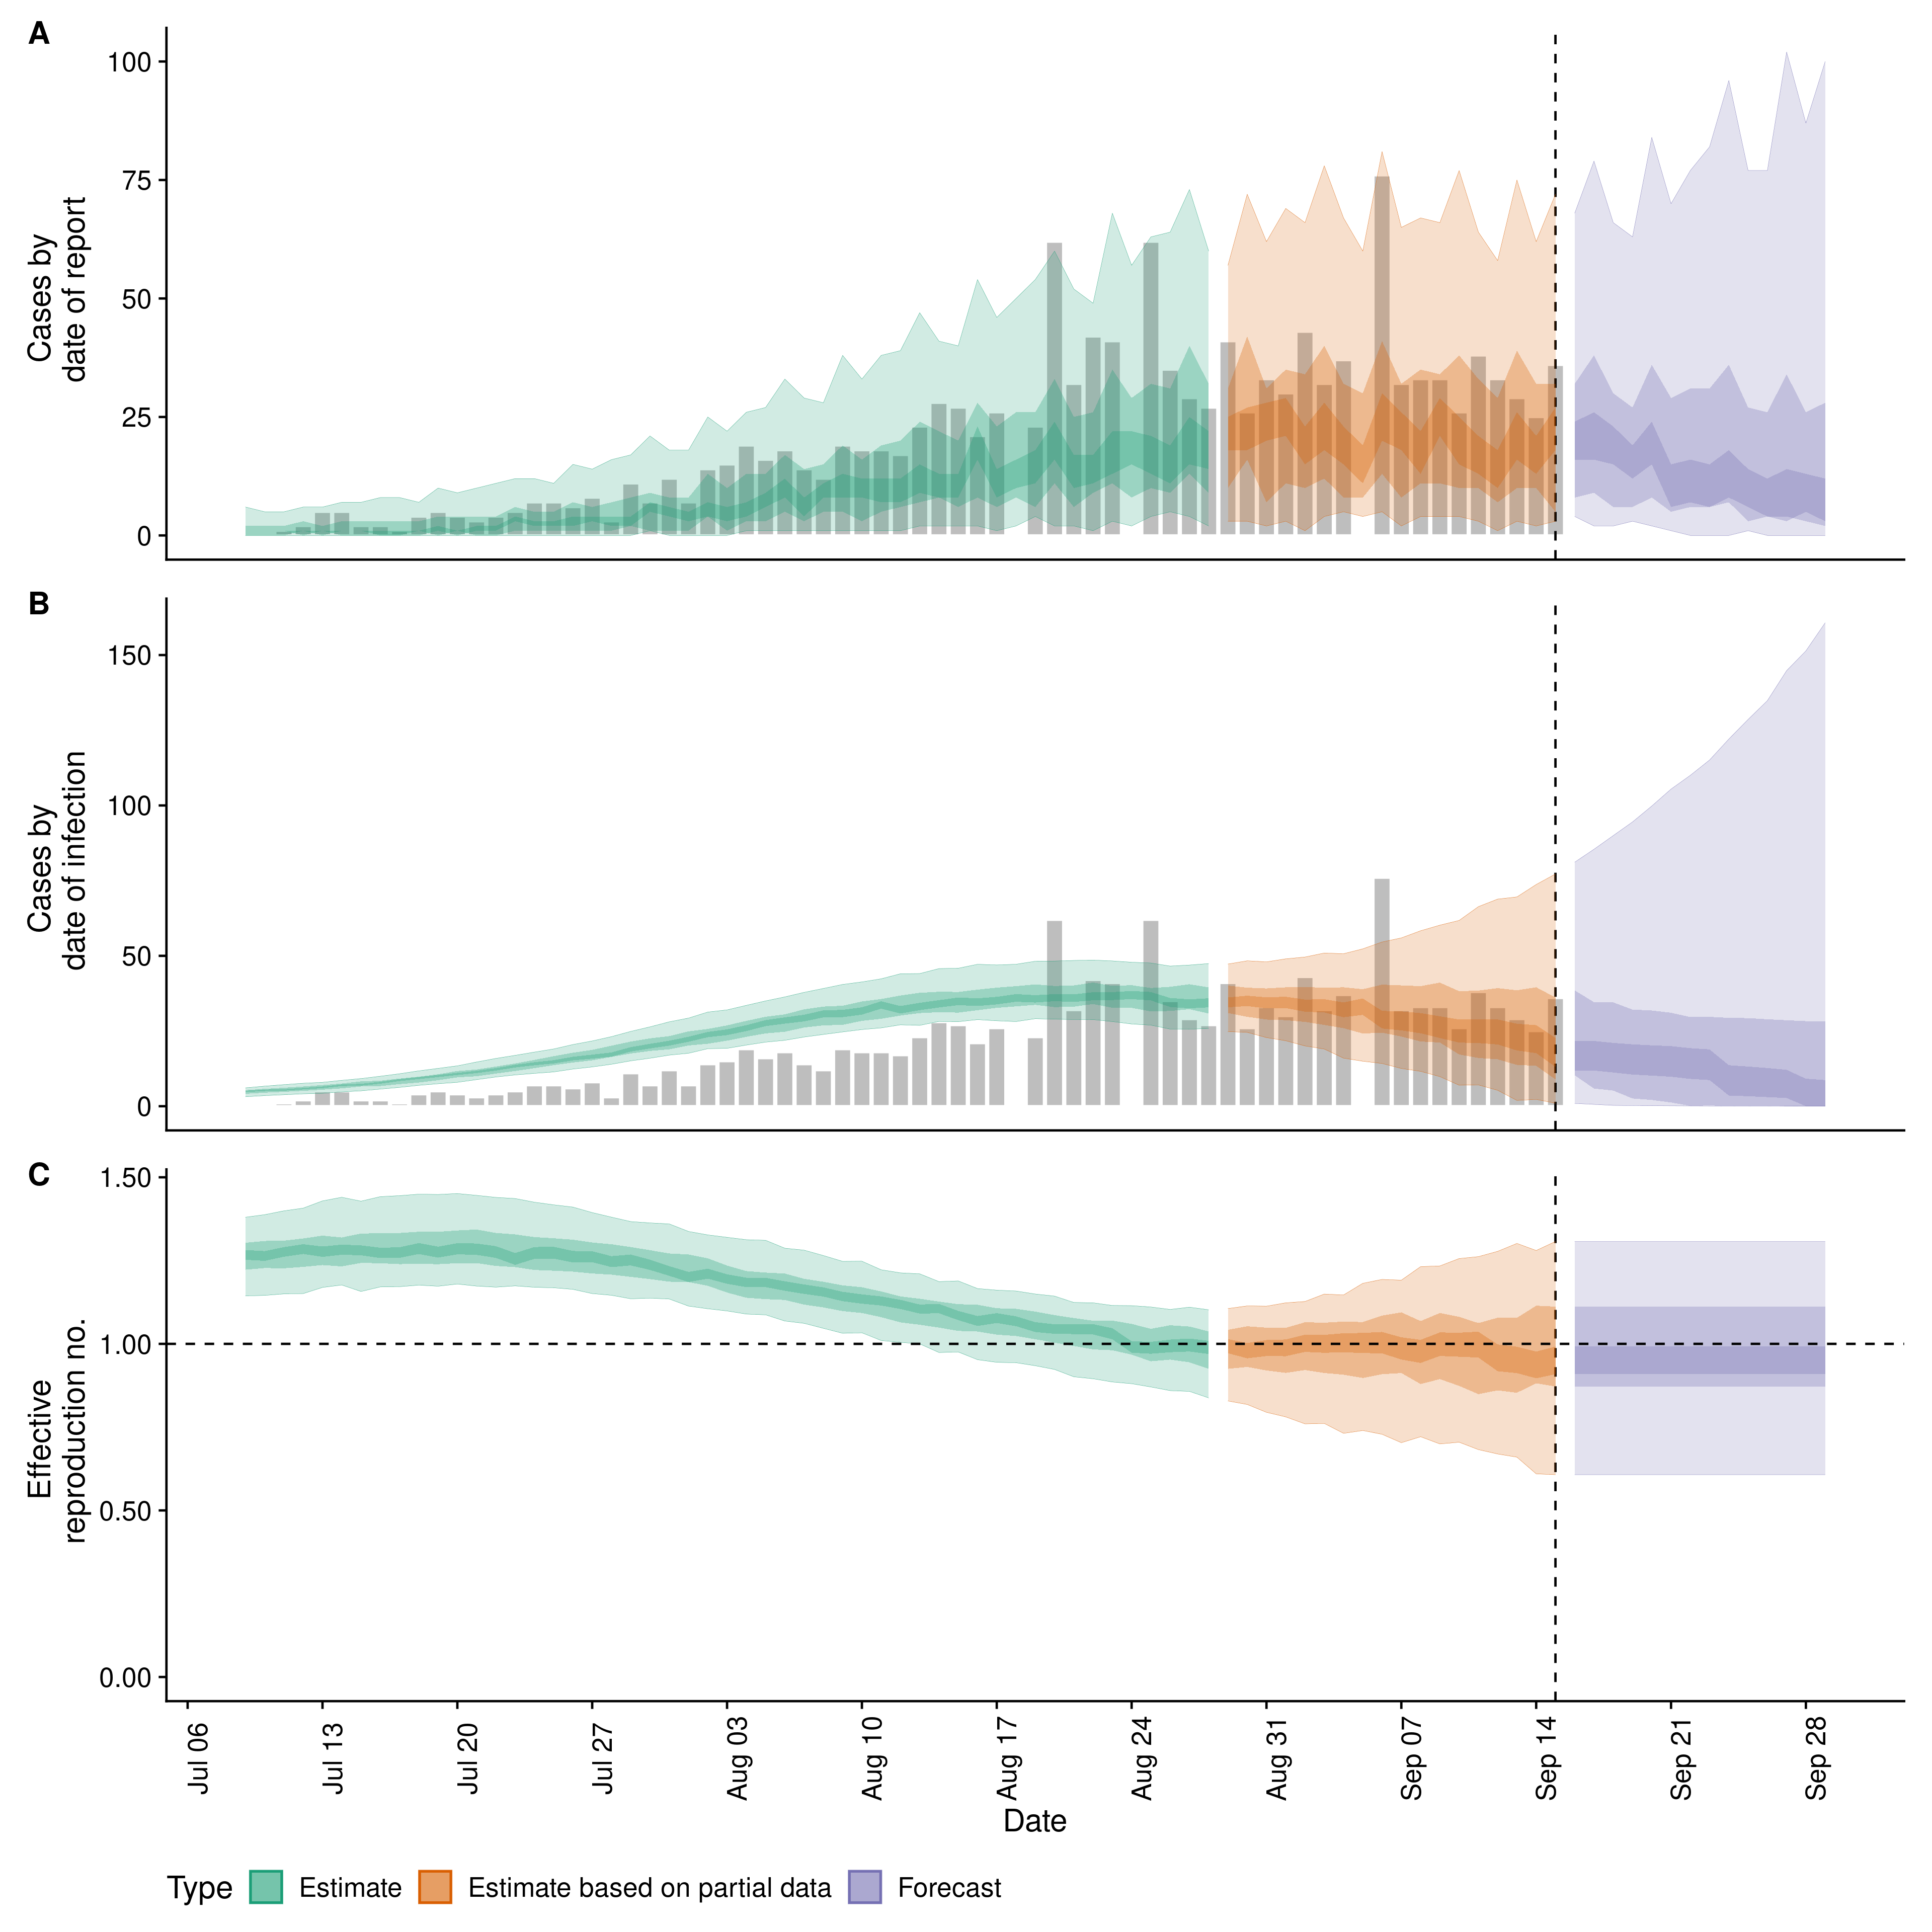 A
100
75
50
25
0
Cases by
date of report
B
150
100
50
0
Cases by
date of infection
C
1.50
1.00
0.50
0.00
Effective
reproduction no.
Jul 06
Jul 13
Jul 20
Jul 27
Aug 03
Aug 10
Aug 17
Aug 24
Aug 31
Sep 07
Sep 14
Sep 21
Sep 28
Date
Type Estimate Estimate based on partial data Forecast